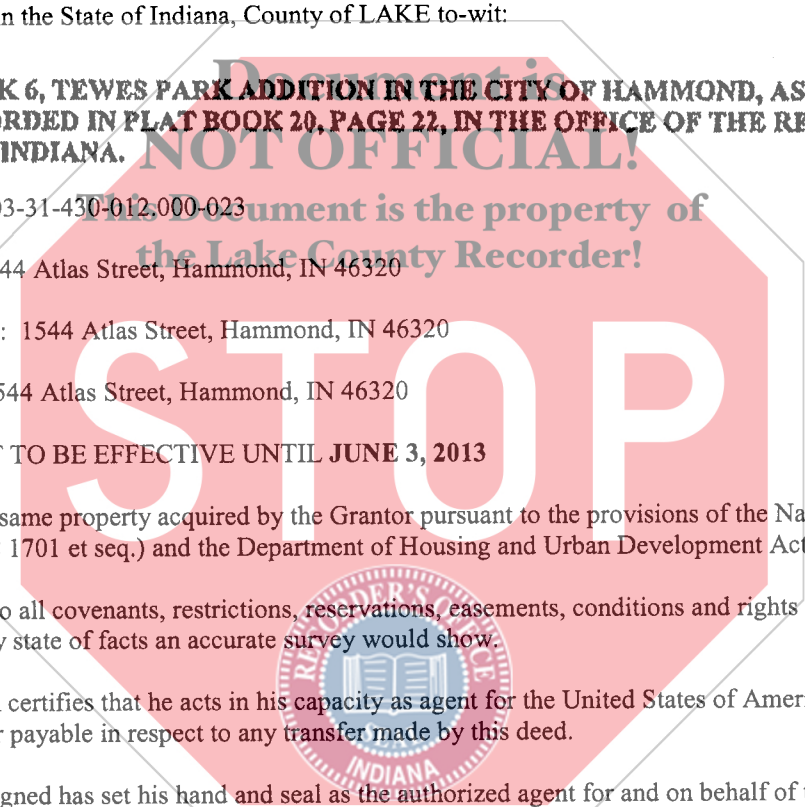 n the State of Indiana, County of LAKE to-wit:
Document is
K 6, TEWES PARK ADDITION IN THE CITY OF HAMMOND, AS
ORDED IN PLAT BOOK 20, PAGE 22, IN THE OFFICE OF THE RE
INDIANA.
NOT OFFICIAL!
03-31-430-012.000-023
This Document is the property of
the Lake County Recorder!
44 Atlas Street, Hammond, IN 46320
: 1544 Atlas Street, Hammond, IN 46320
544 Atlas Street, Hammond, IN 46320
STOP
TO BE EFFECTIVE UNTIL JUNE 3, 2013
same property acquired by the Grantor pursuant to the provisions of the Na
1701 et seq.) and the Department of Housing and Urban Development Act
o all covenants, restrictions, reservations, easements, conditions and rights
y state of facts an accurate survey would show.
certifies that he acts in his capacity as agent for the United States of Ameri
r payable in respect to any transfer made by this deed.
gned has set his hand and seal as the authorized agent for and on behalf of
RECORDER'S OFFICE
SEAL
INDIANA